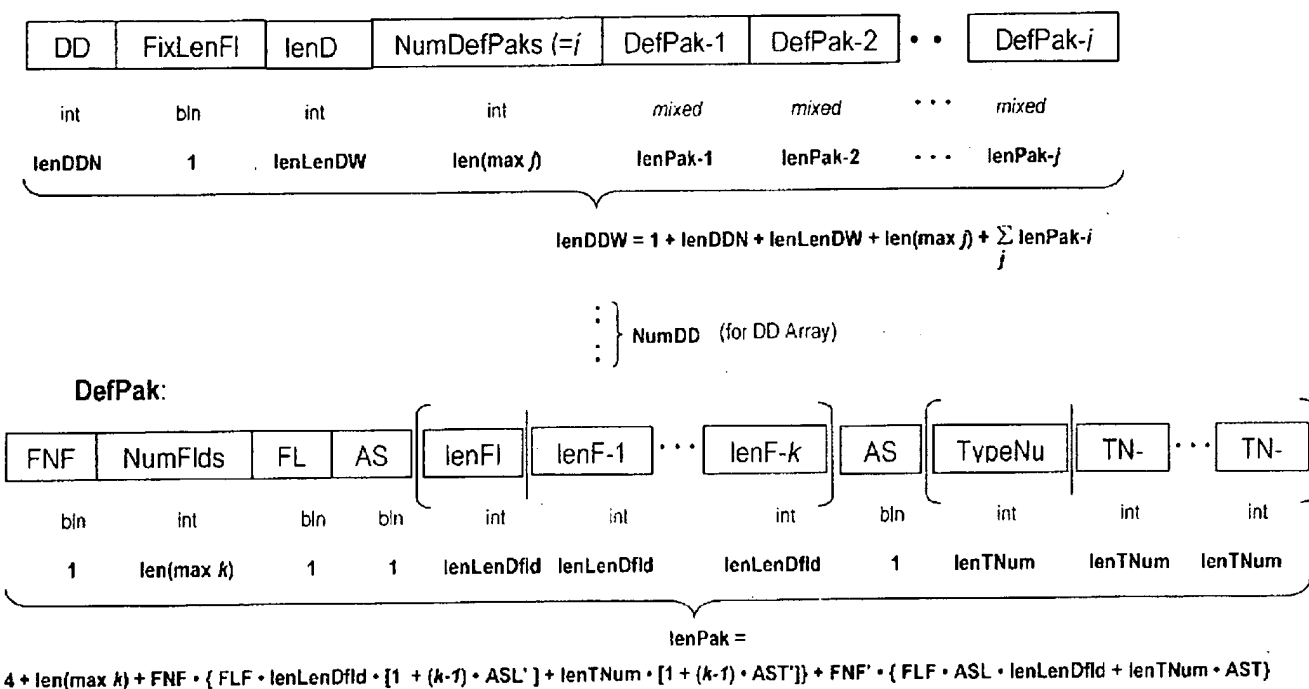 DD FixLenFl lenD NumDefPaks (=i DefPak-1 DefPak-2 • • DefPak-i
int bln int int mixed mixed • • • mixed
lenDDN 1 lenLenDW len(max j) lenPak-1 lenPak-2 • • • lenPak-j
lenDDW = 1 + lenDDN + lenLenDW + len(max j) + Σ lenPak-i
j
NumDD (for DD Array)
DefPak:
FNF NumFlds FL AS lenFl lenF-1 • • • lenF-k AS TypeNu TN- • • • TN-
bln int bln bln int int int bln int int int
1 len(max k) 1 1 lenLenDfld lenLenDfld lenLenDfld 1 lenTNum lenTNum lenTNum
lenPak =
4 + len(max k) + FNF • { FLF • lenLenDfld • [1 + (k-1) • ASL' ] + lenTNum • [1 + (k-1) • AST']} + FNF' • { FLF • ASL • lenLenDfld + lenTNum • AST}